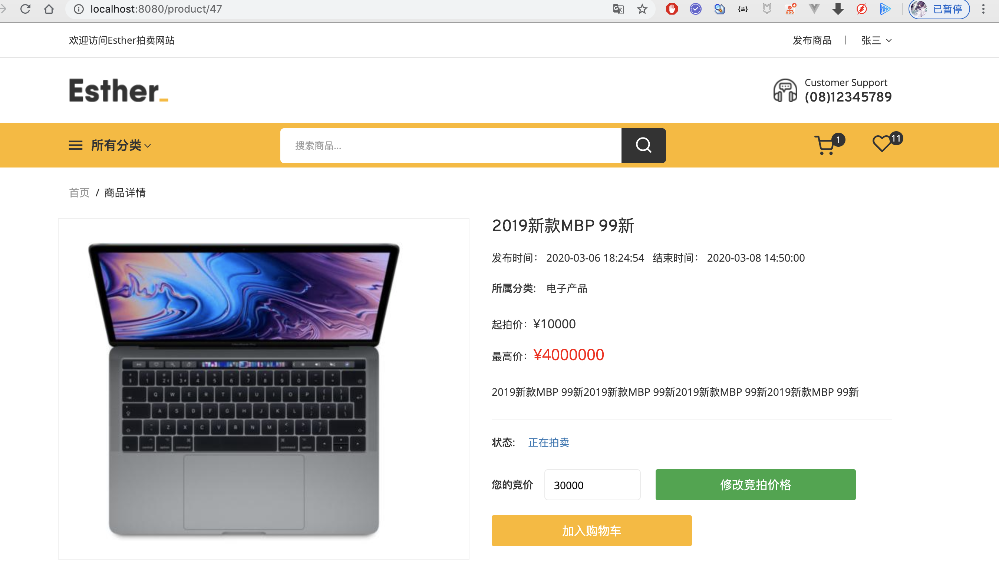 localhost:8080/product/47
已暂停
欢迎访问Esther拍卖网站
发布商品 | 张三
Esther_
Customer Support
(08)12345789
所有分类
搜索商品...
1
11
首页 / 商品详情
2019新款MBP 99新
发布时间： 2020-03-06 18:24:54 结束时间： 2020-03-08 14:50:00
所属分类: 电子产品
起拍价：¥10000
最高价：¥4000000
2019新款MBP 99新2019新款MBP 99新2019新款MBP 99新2019新款MBP 99新
状态: 正在拍卖
您的竞价 30000 修改竞拍价格
加入购物车